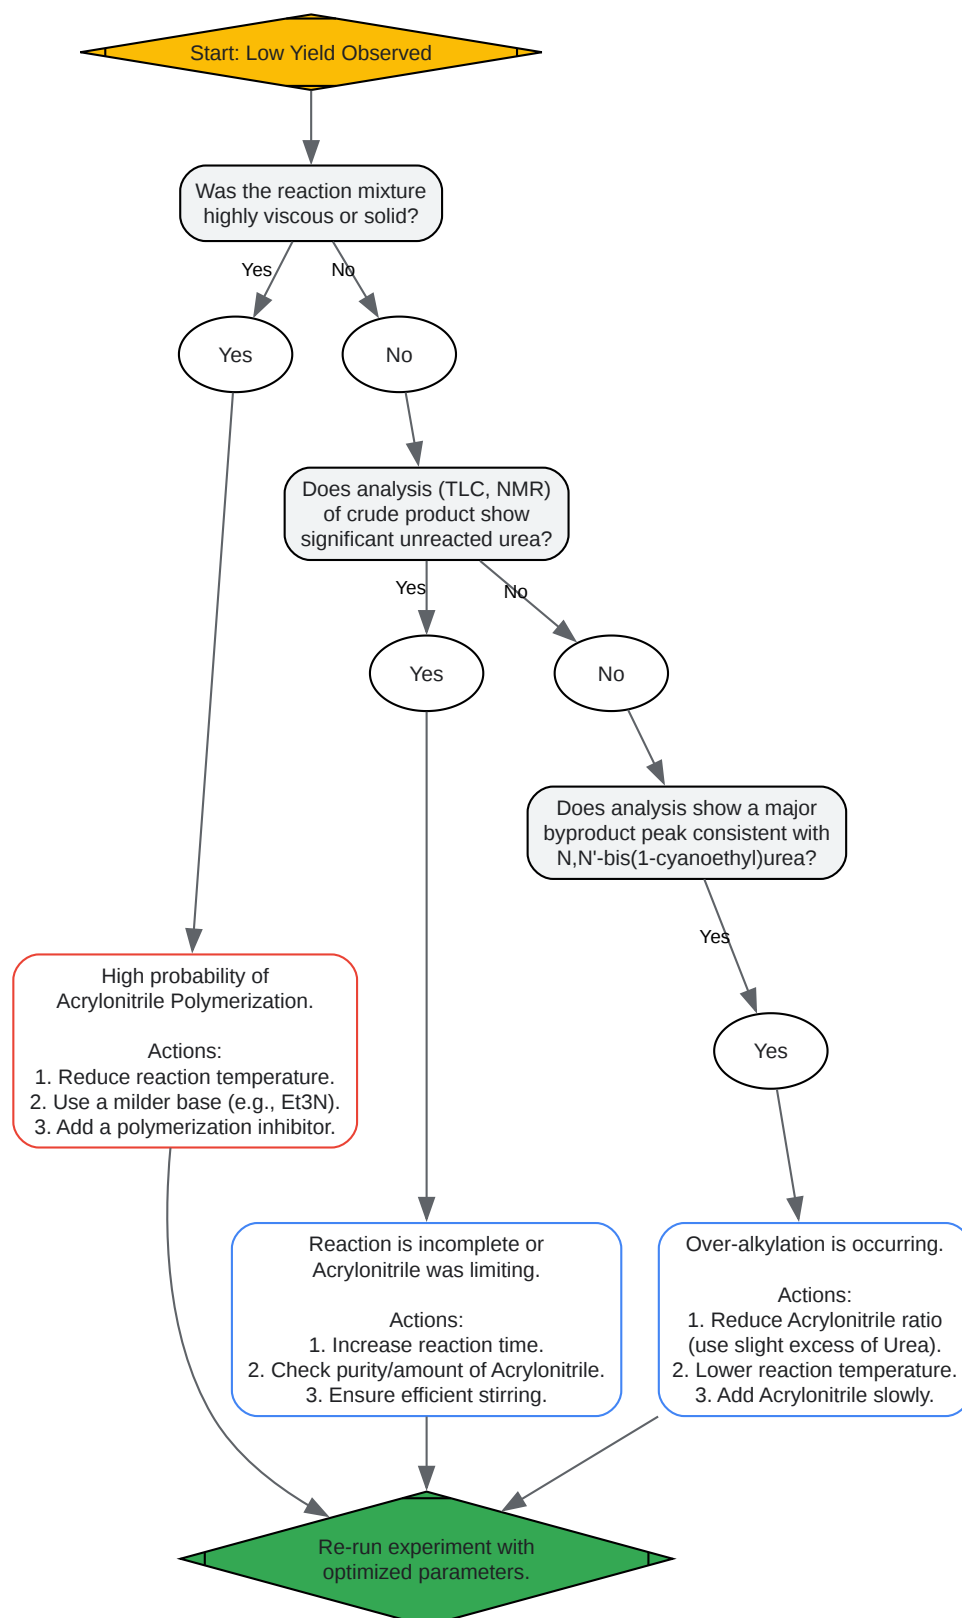 Start: Low Yield Observed
Was the reaction mixture
highly viscous or solid?
Yes
No
Yes
No
Does analysis (TLC, NMR)
of crude product show
significant unreacted urea?
Yes
No
Yes
No
Does analysis show a major
byproduct peak consistent with
N,N'-bis(1-cyanoethyl)urea?
Yes
Yes
High probability of
Acrylonitrile Polymerization.
Actions:
1. Reduce reaction temperature.
2. Use a milder base (e.g., Et3N).
3. Add a polymerization inhibitor.
Reaction is incomplete or
Acrylonitrile was limiting.
Actions:
1. Increase reaction time.
2. Check purity/amount of Acrylonitrile.
3. Ensure efficient stirring.
Over-alkylation is occurring.
Actions:
1. Reduce Acrylonitrile ratio
(use slight excess of Urea).
2. Lower reaction temperature.
3. Add Acrylonitrile slowly.
Re-run experiment with
optimized parameters.